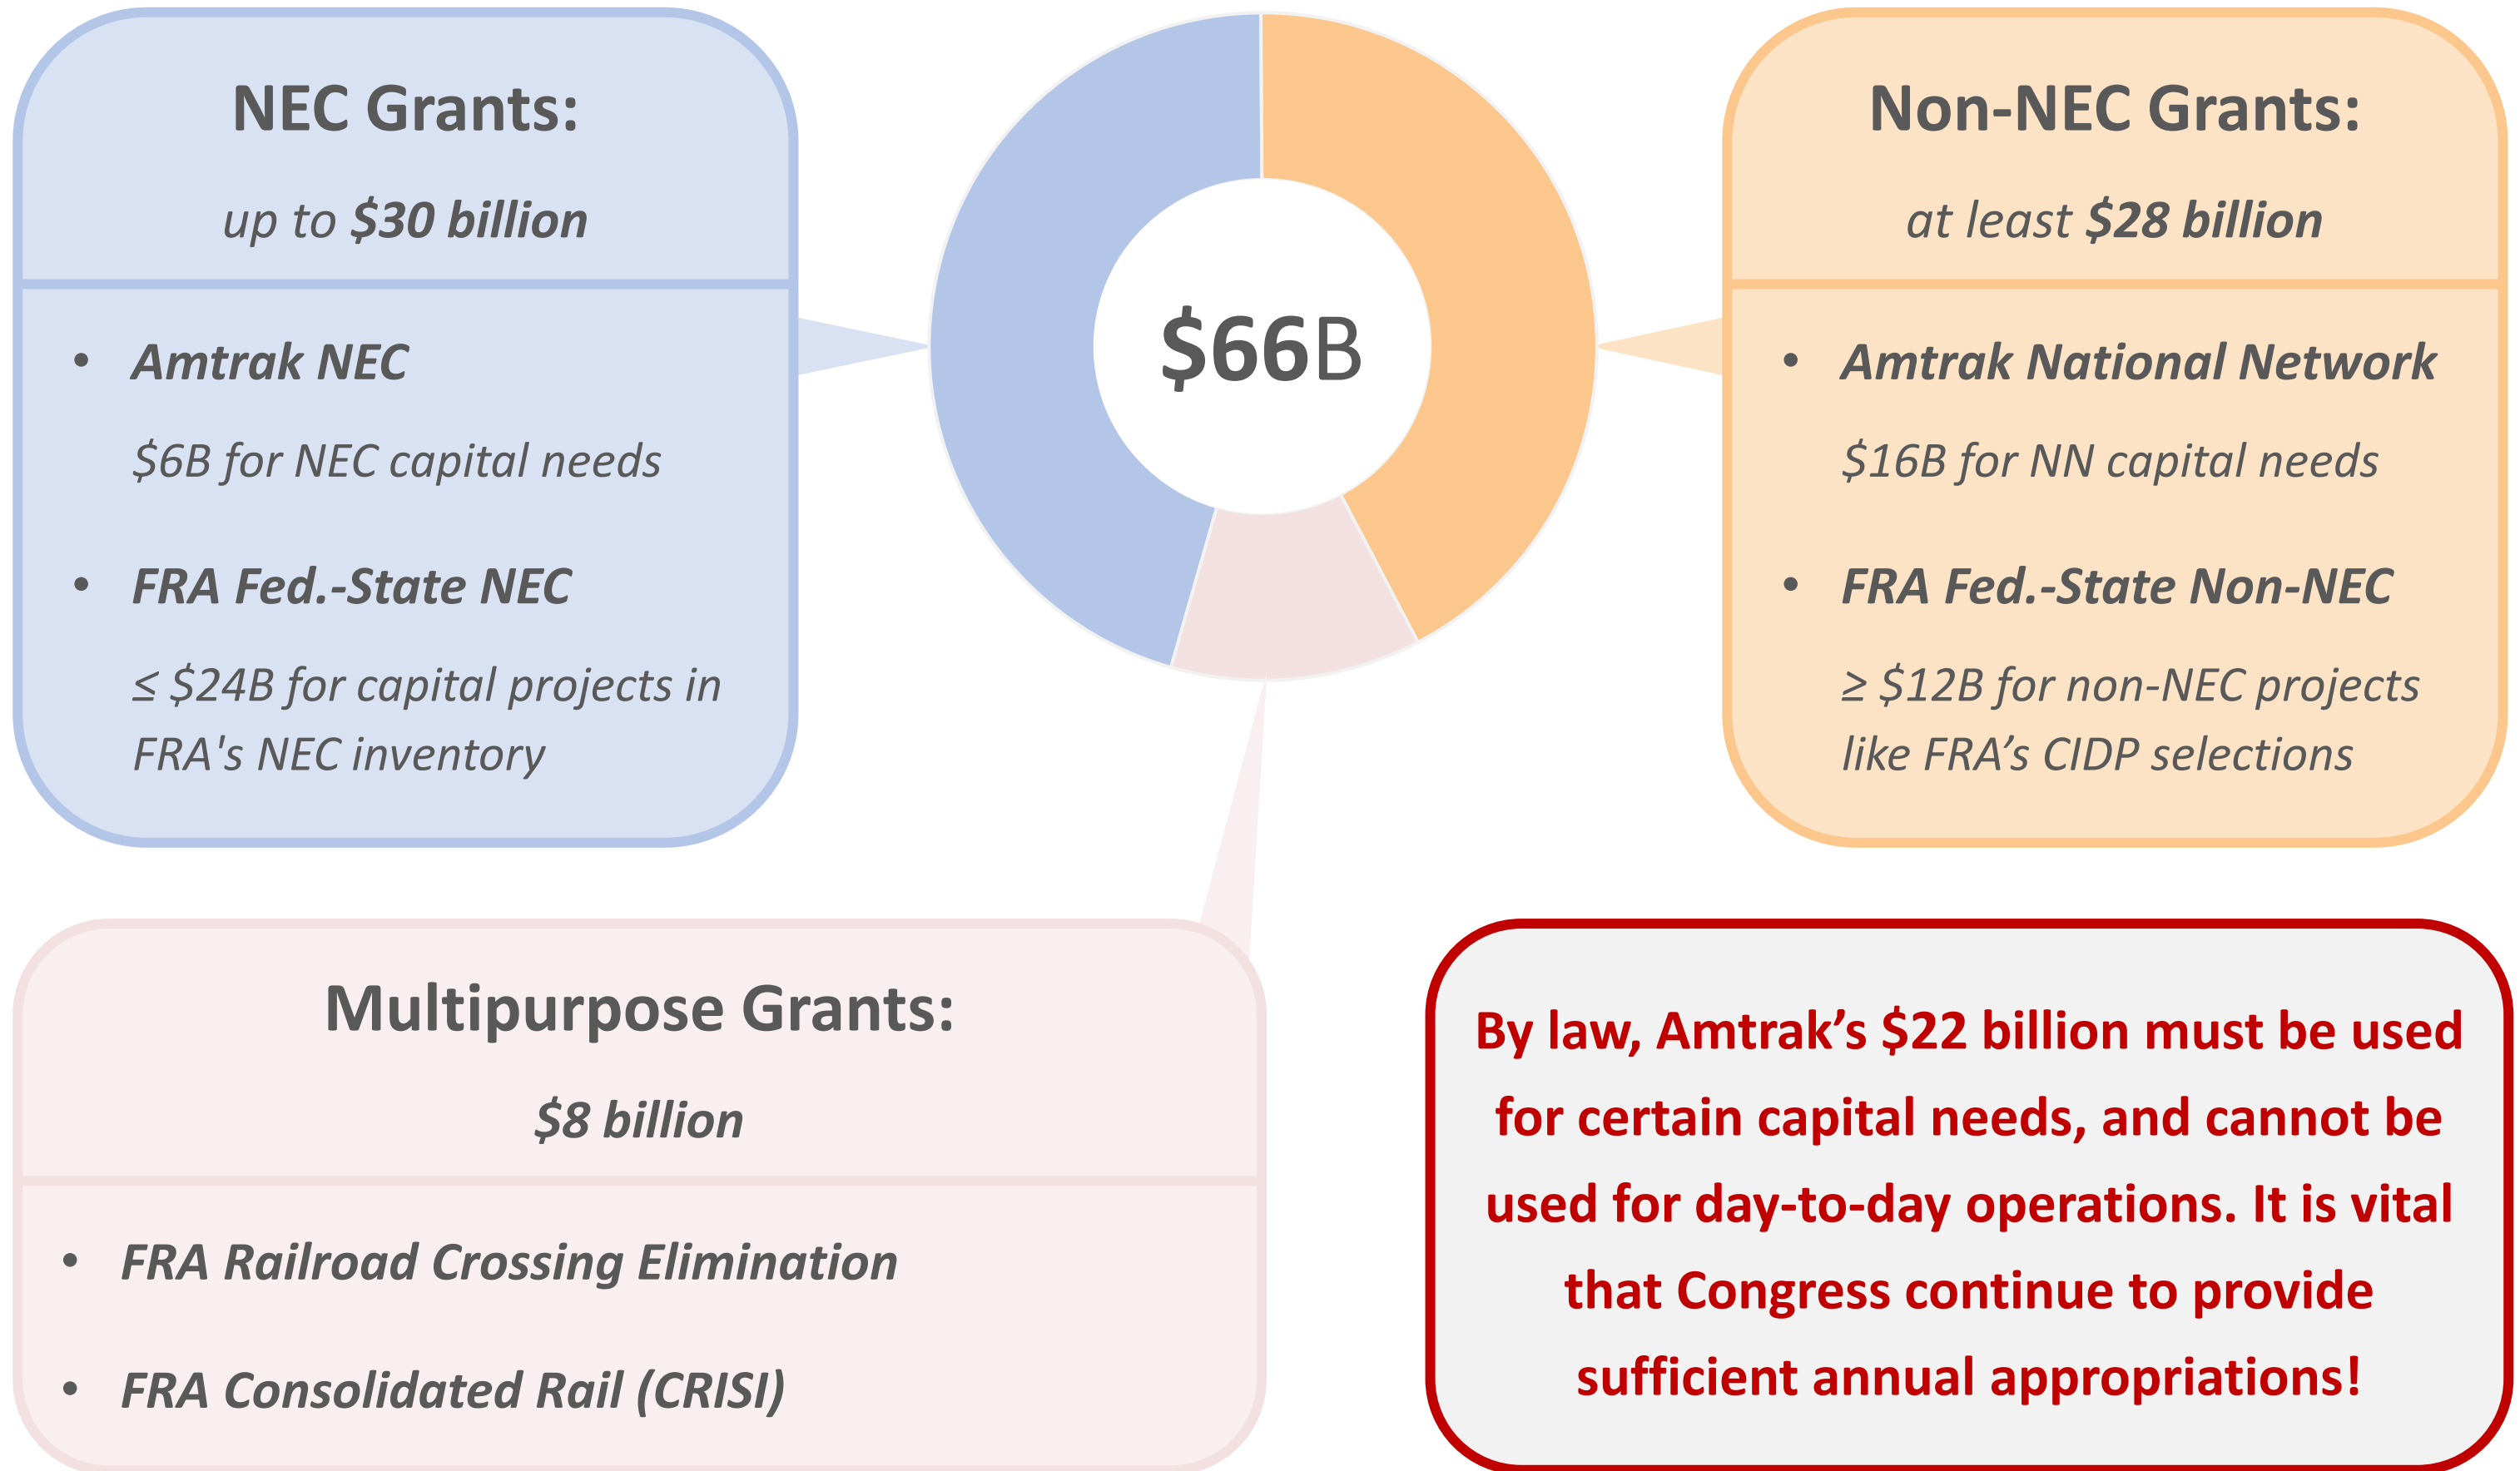 NEC Grants:
up to $30 billion
• Amtrak NEC
$6B for NEC capital needs
• FRA Fed.-State NEC
≤ $24B for capital projects in
FRA's NEC inventory
$66B
Non-NEC Grants:
at least $28 billion
• Amtrak National Network
$16B for NN capital needs
• FRA Fed.-State Non-NEC
≥ $12B for non-NEC projects
like FRA’s CIDP selections
Multipurpose Grants:
$8 billion
• FRA Railroad Crossing Elimination
• FRA Consolidated Rail (CRISI)
By law, Amtrak’s $22 billion must be used
for certain capital needs, and cannot be
used for day-to-day operations. It is vital
that Congress continue to provide
sufficient annual appropriations!